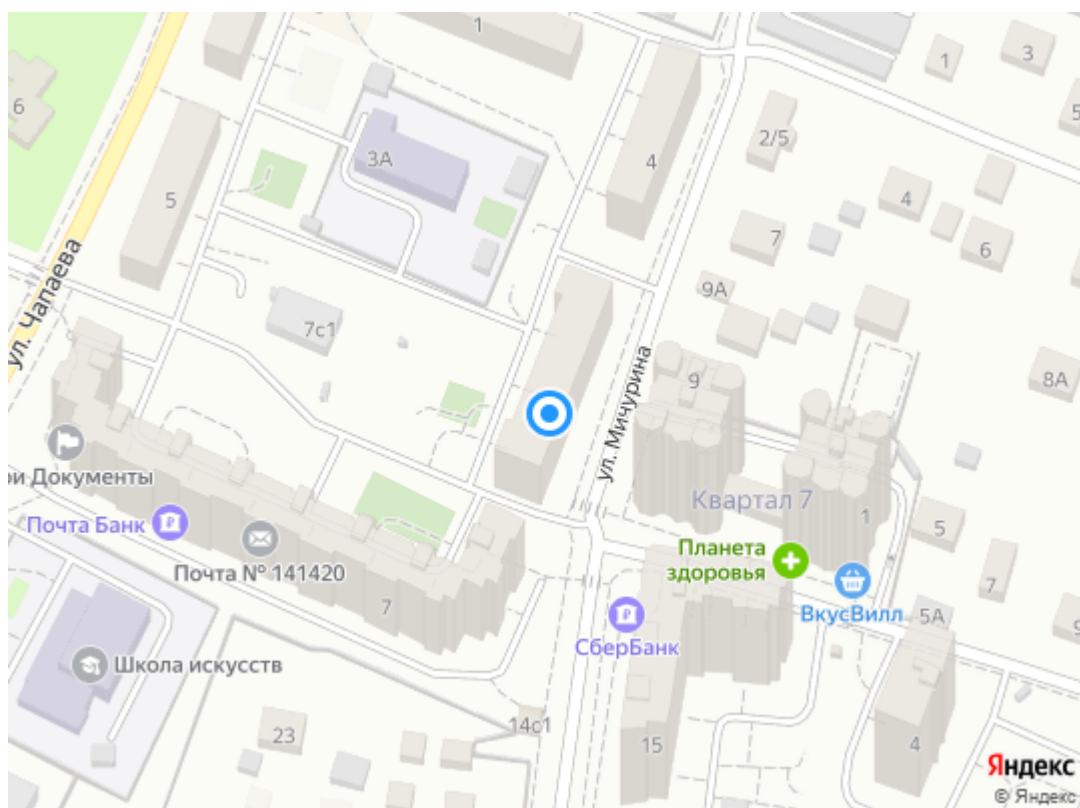 1
1
3
6
5
3А
4
2/5
5
4
7
6
ул. Чапаева
7с1
9А
8А
9
ул. Мичурина
ои Документы
Квартал 7
1
5
Почта Банк
Планета
здоровья
Почта № 141420
7
7
ВкусВилл
5А
9
СберБанк
Школа искусств
14с1
23
15
4
Яндекс
© Яндекс